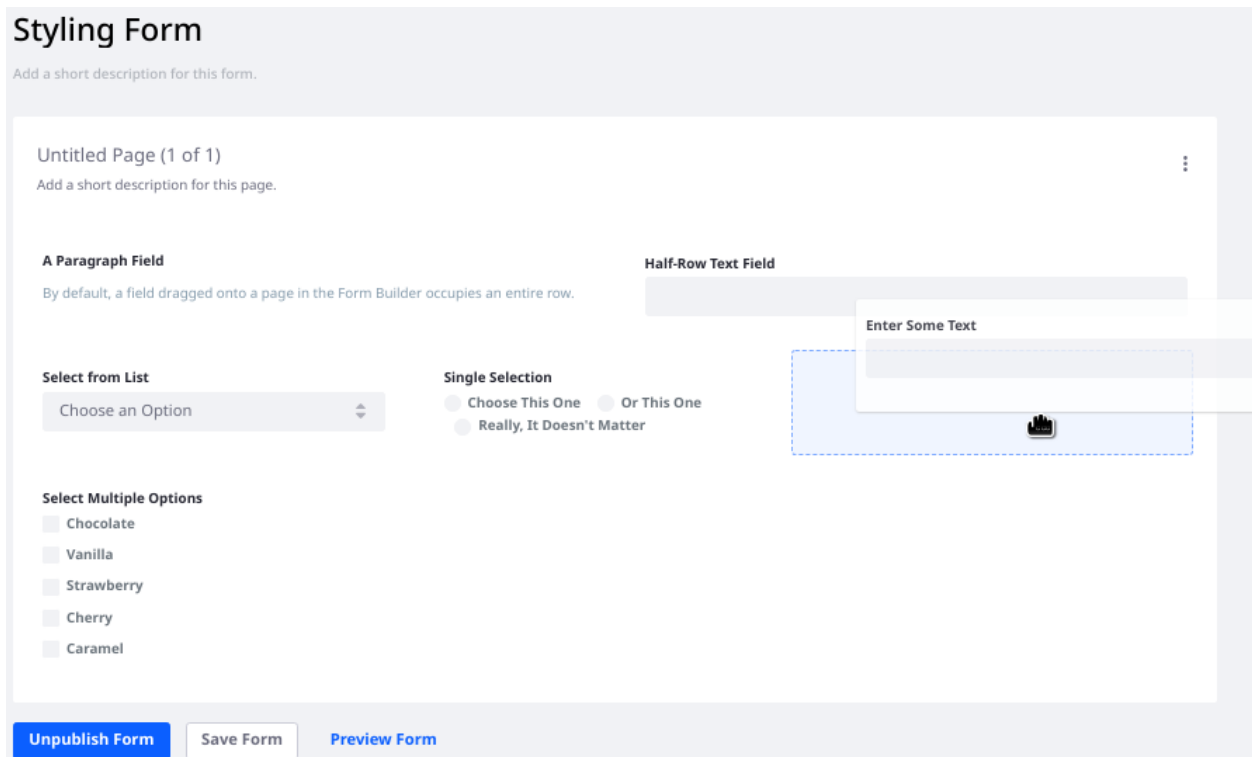 Styling Form
Add a short description for this form.
Untitled Page (1 of 1)
Add a short description for this page.
A Paragraph Field
By default, a field dragged onto a page in the Form Builder occupies an entire row.
Half-Row Text Field
Enter Some Text
Select from List
Choose an Option
Single Selection
Choose This One Or This One
Really, It Doesn't Matter
Select Multiple Options
Chocolate
Vanilla
Strawberry
Cherry
Caramel
Unpublish Form Save Form Preview Form